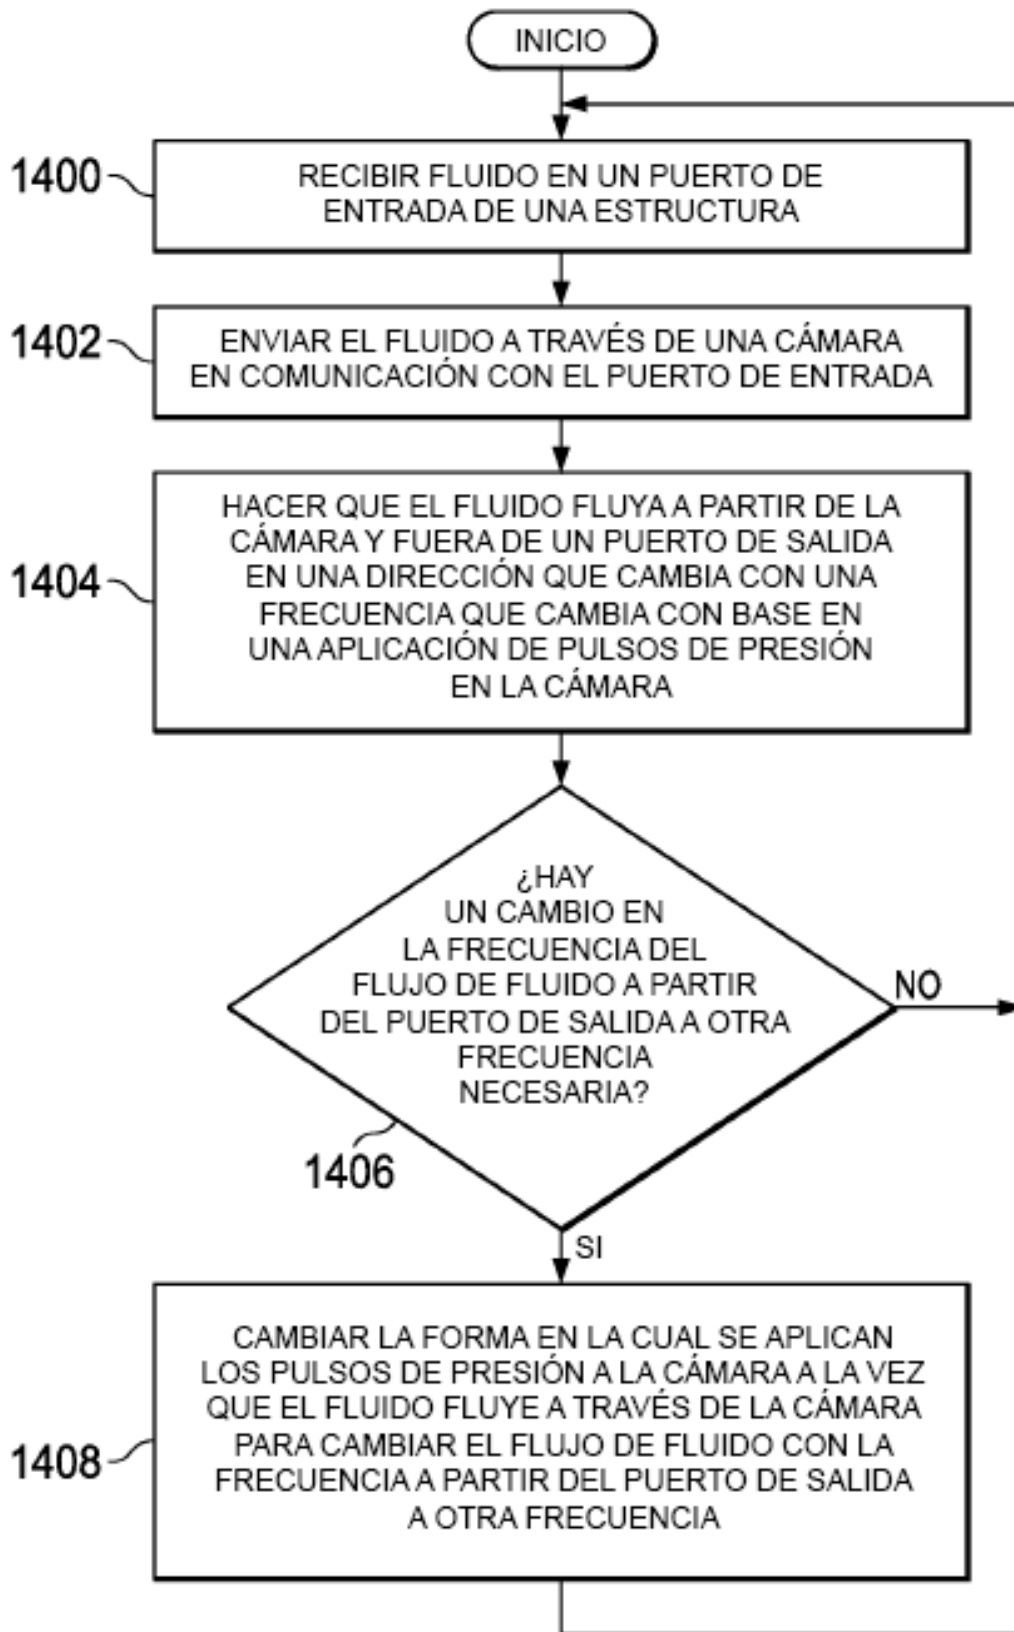 INICIO
1400
RECIBIR FLUIDO EN UN PUERTO DE
ENTRADA DE UNA ESTRUCTURA
1402
ENVIAR EL FLUIDO A TRAVÉS DE UNA CÁMARA
EN COMUNICACIÓN CON EL PUERTO DE ENTRADA
1404
HACER QUE EL FLUIDO FLUYA A PARTIR DE LA
CÁMARA Y FUERA DE UN PUERTO DE SALIDA
EN UNA DIRECCIÓN QUE CAMBIA CON UNA
FRECUENCIA QUE CAMBIA CON BASE EN
UNA APLICACIÓN DE PULSOS DE PRESIÓN
EN LA CÁMARA
¿HAY
UN CAMBIO EN
LA FRECUENCIA DEL
FLUJO DE FLUIDO A PARTIR
DEL PUERTO DE SALIDA A OTRA
FRECUENCIA
NECESARIA?
NO
1406
SI
1408
CAMBIAR LA FORMA EN LA CUAL SE APLICAN
LOS PULSOS DE PRESIÓN A LA CÁMARA A LA VEZ
QUE EL FLUIDO FLUYE A TRAVÉS DE LA CÁMARA
PARA CAMBIAR EL FLUJO DE FLUIDO CON LA
FRECUENCIA A PARTIR DEL PUERTO DE SALIDA
A OTRA FRECUENCIA